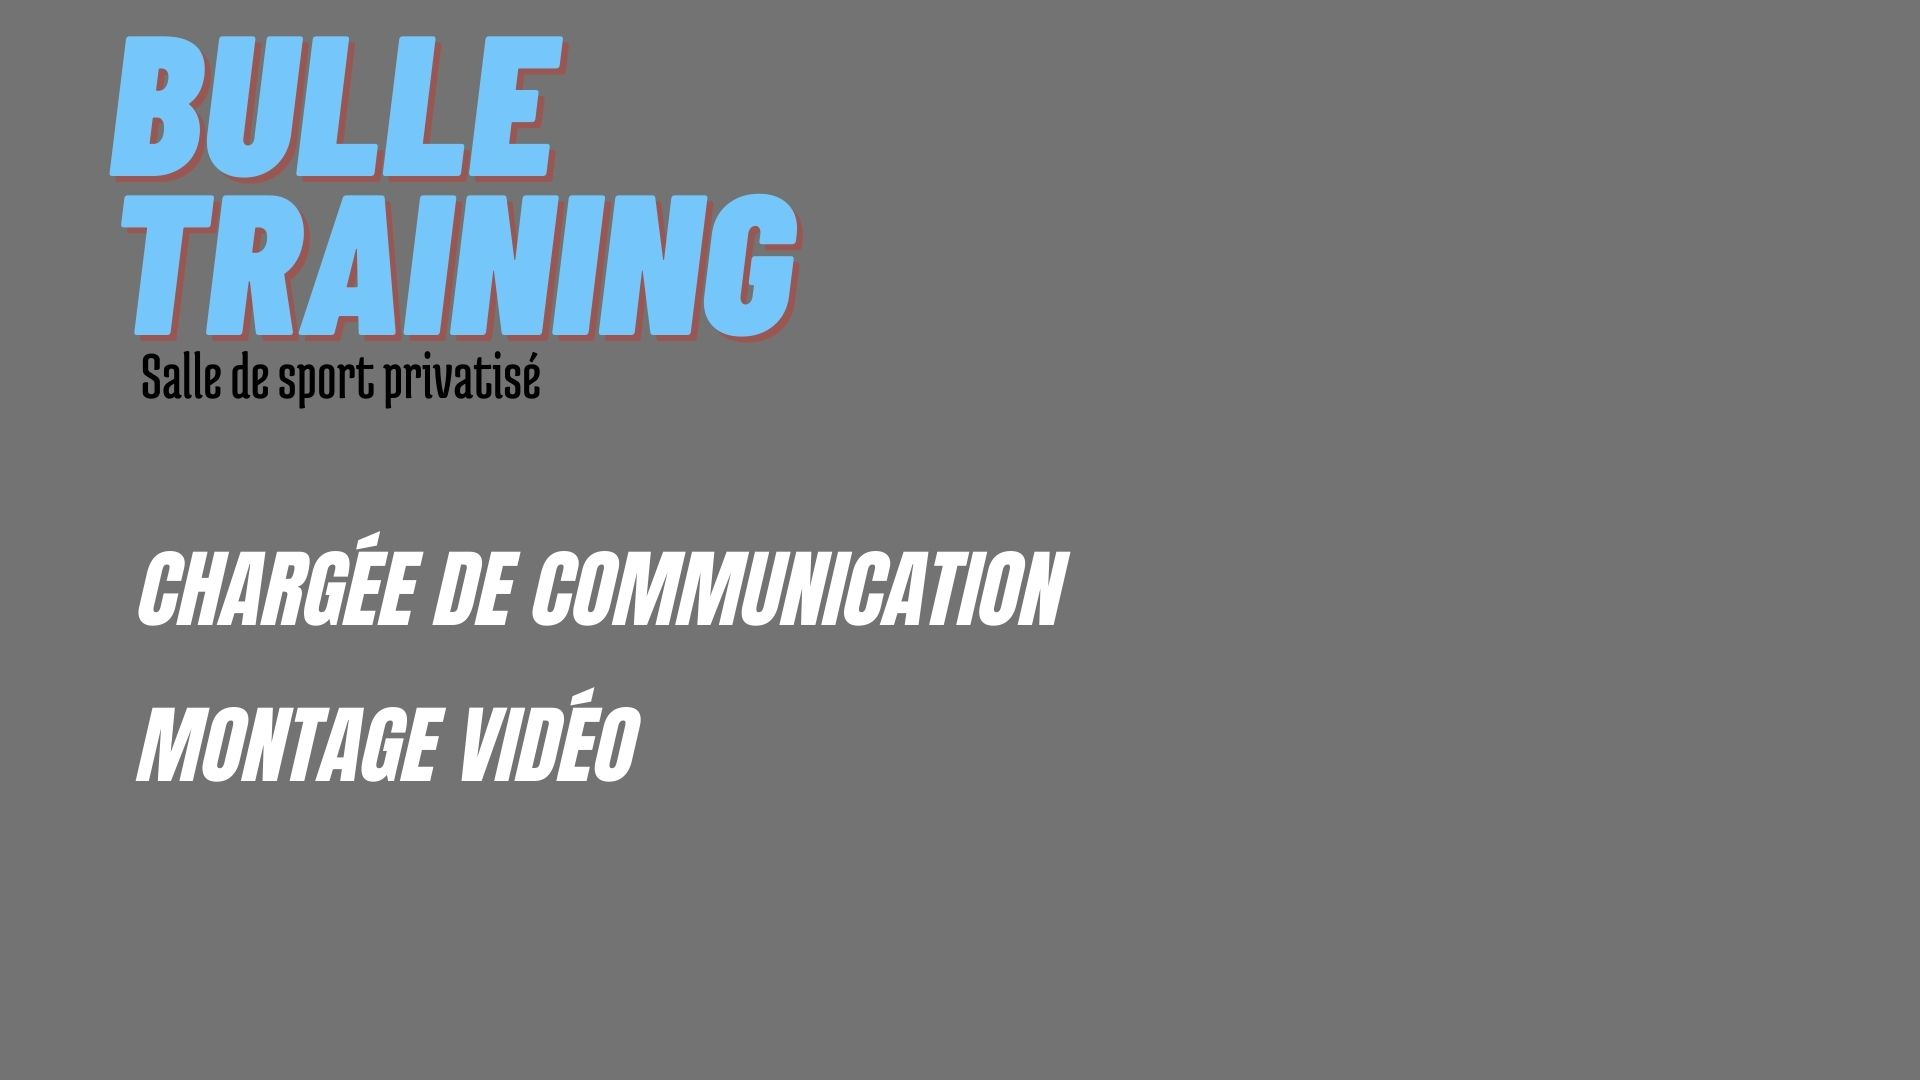 BULLE
TRAINING
Salle de sport privatisé
CHARGÉE DE COMMUNICATION
MONTAGE VIDÉO